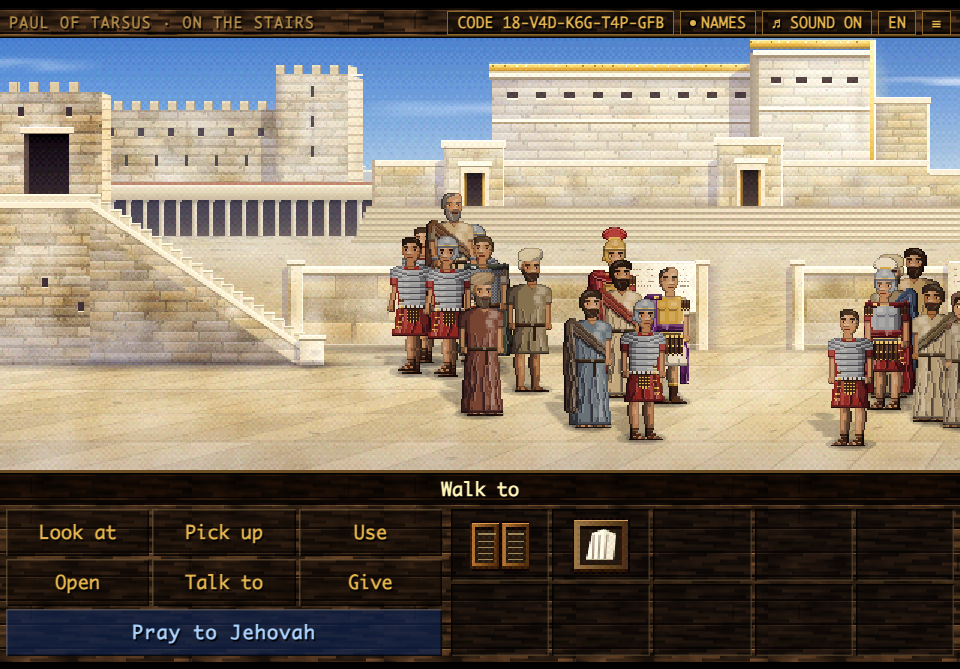 PAUL OF TARSUS · ON THE STAIRS
CODE 18-V4D-K6G-T4P-GFB
• NAMES
♬ SOUND ON
EN
≡
Walk to
Look at
Pick up
Use
Open
Talk to
Give
Pray to Jehovah